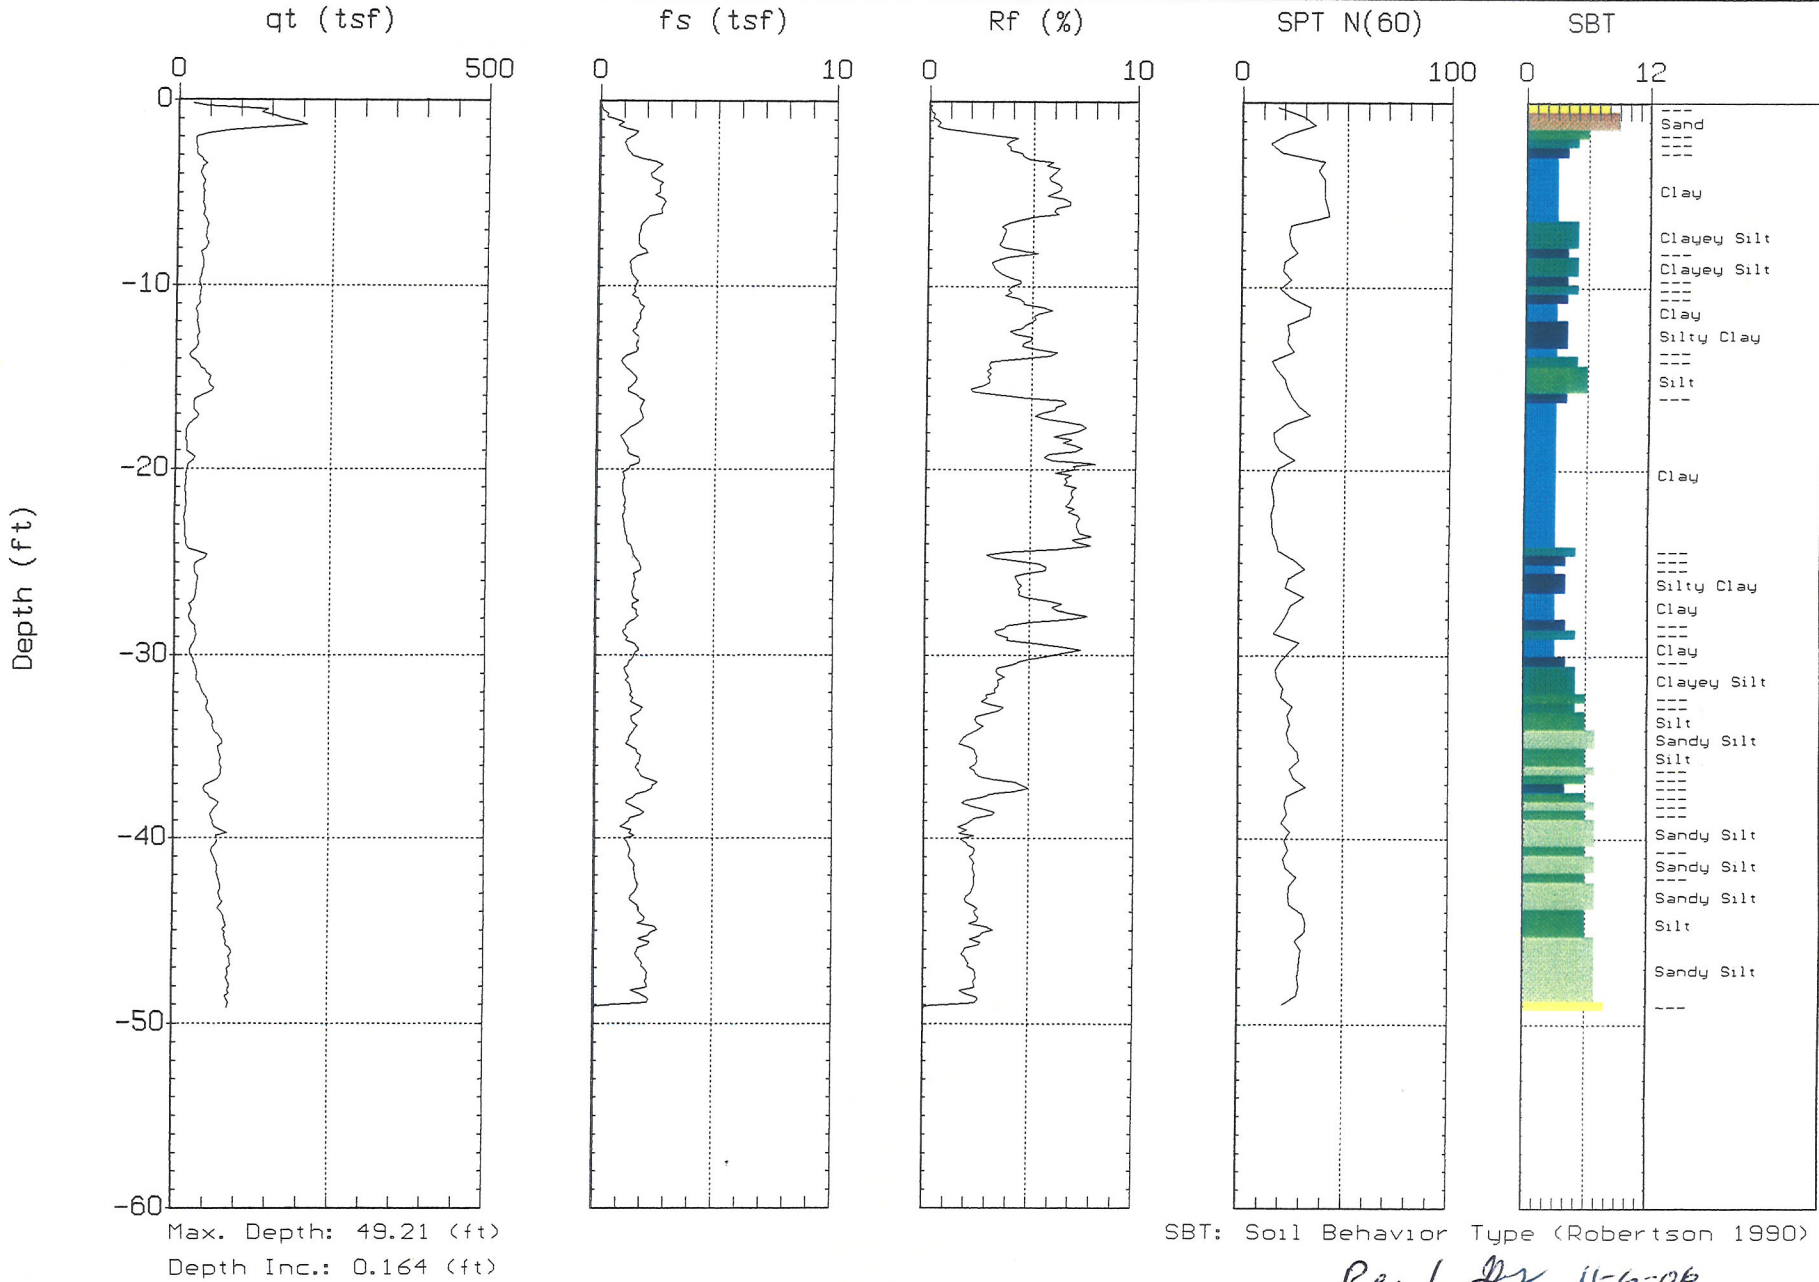 qt (tsf) fs (tsf) Rf (%) SPT N(60) SBT
0 500 0 10 0 10 0 100 0 12
0
-10
-20
-30
-40
-50
-60
Depth (ft)
---
Sand
---
---
---
Clay
Clayey Silt
---
Clayey Silt
---
---
---
Clay
Silty Clay
---
---
Silt
---
Clay
---
---
---
Silty Clay
Clay
---
---
Clay
---
Clayey Silt
---
---
Silt
Sandy Silt
Silt
---
---
---
---
---
---
Sandy Silt
---
Sandy Silt
---
Sandy Silt
Silt
Sandy Silt
---
Max. Depth: 49.21 (ft)
Depth Inc.: 0.164 (ft)
SBT: Soil Behavior Type (Robertson 1990)